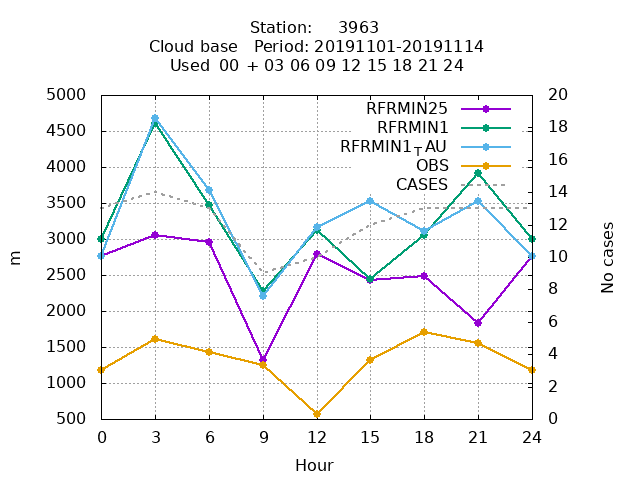 Station: 3963
Cloud base Period: 20191101-20191114
Used 00 + 03 06 09 12 15 18 21 24
5000 20
4500 18
4000 16
3500 14
3000 12
2500 10
2000 8
1500 6
1000 4
500 2
0
RFRMIN25
RFRMIN1
RFRMIN1TAU
OBS
CASES
m
No cases
0 3 6 9 12 15 18 21 24
Hour